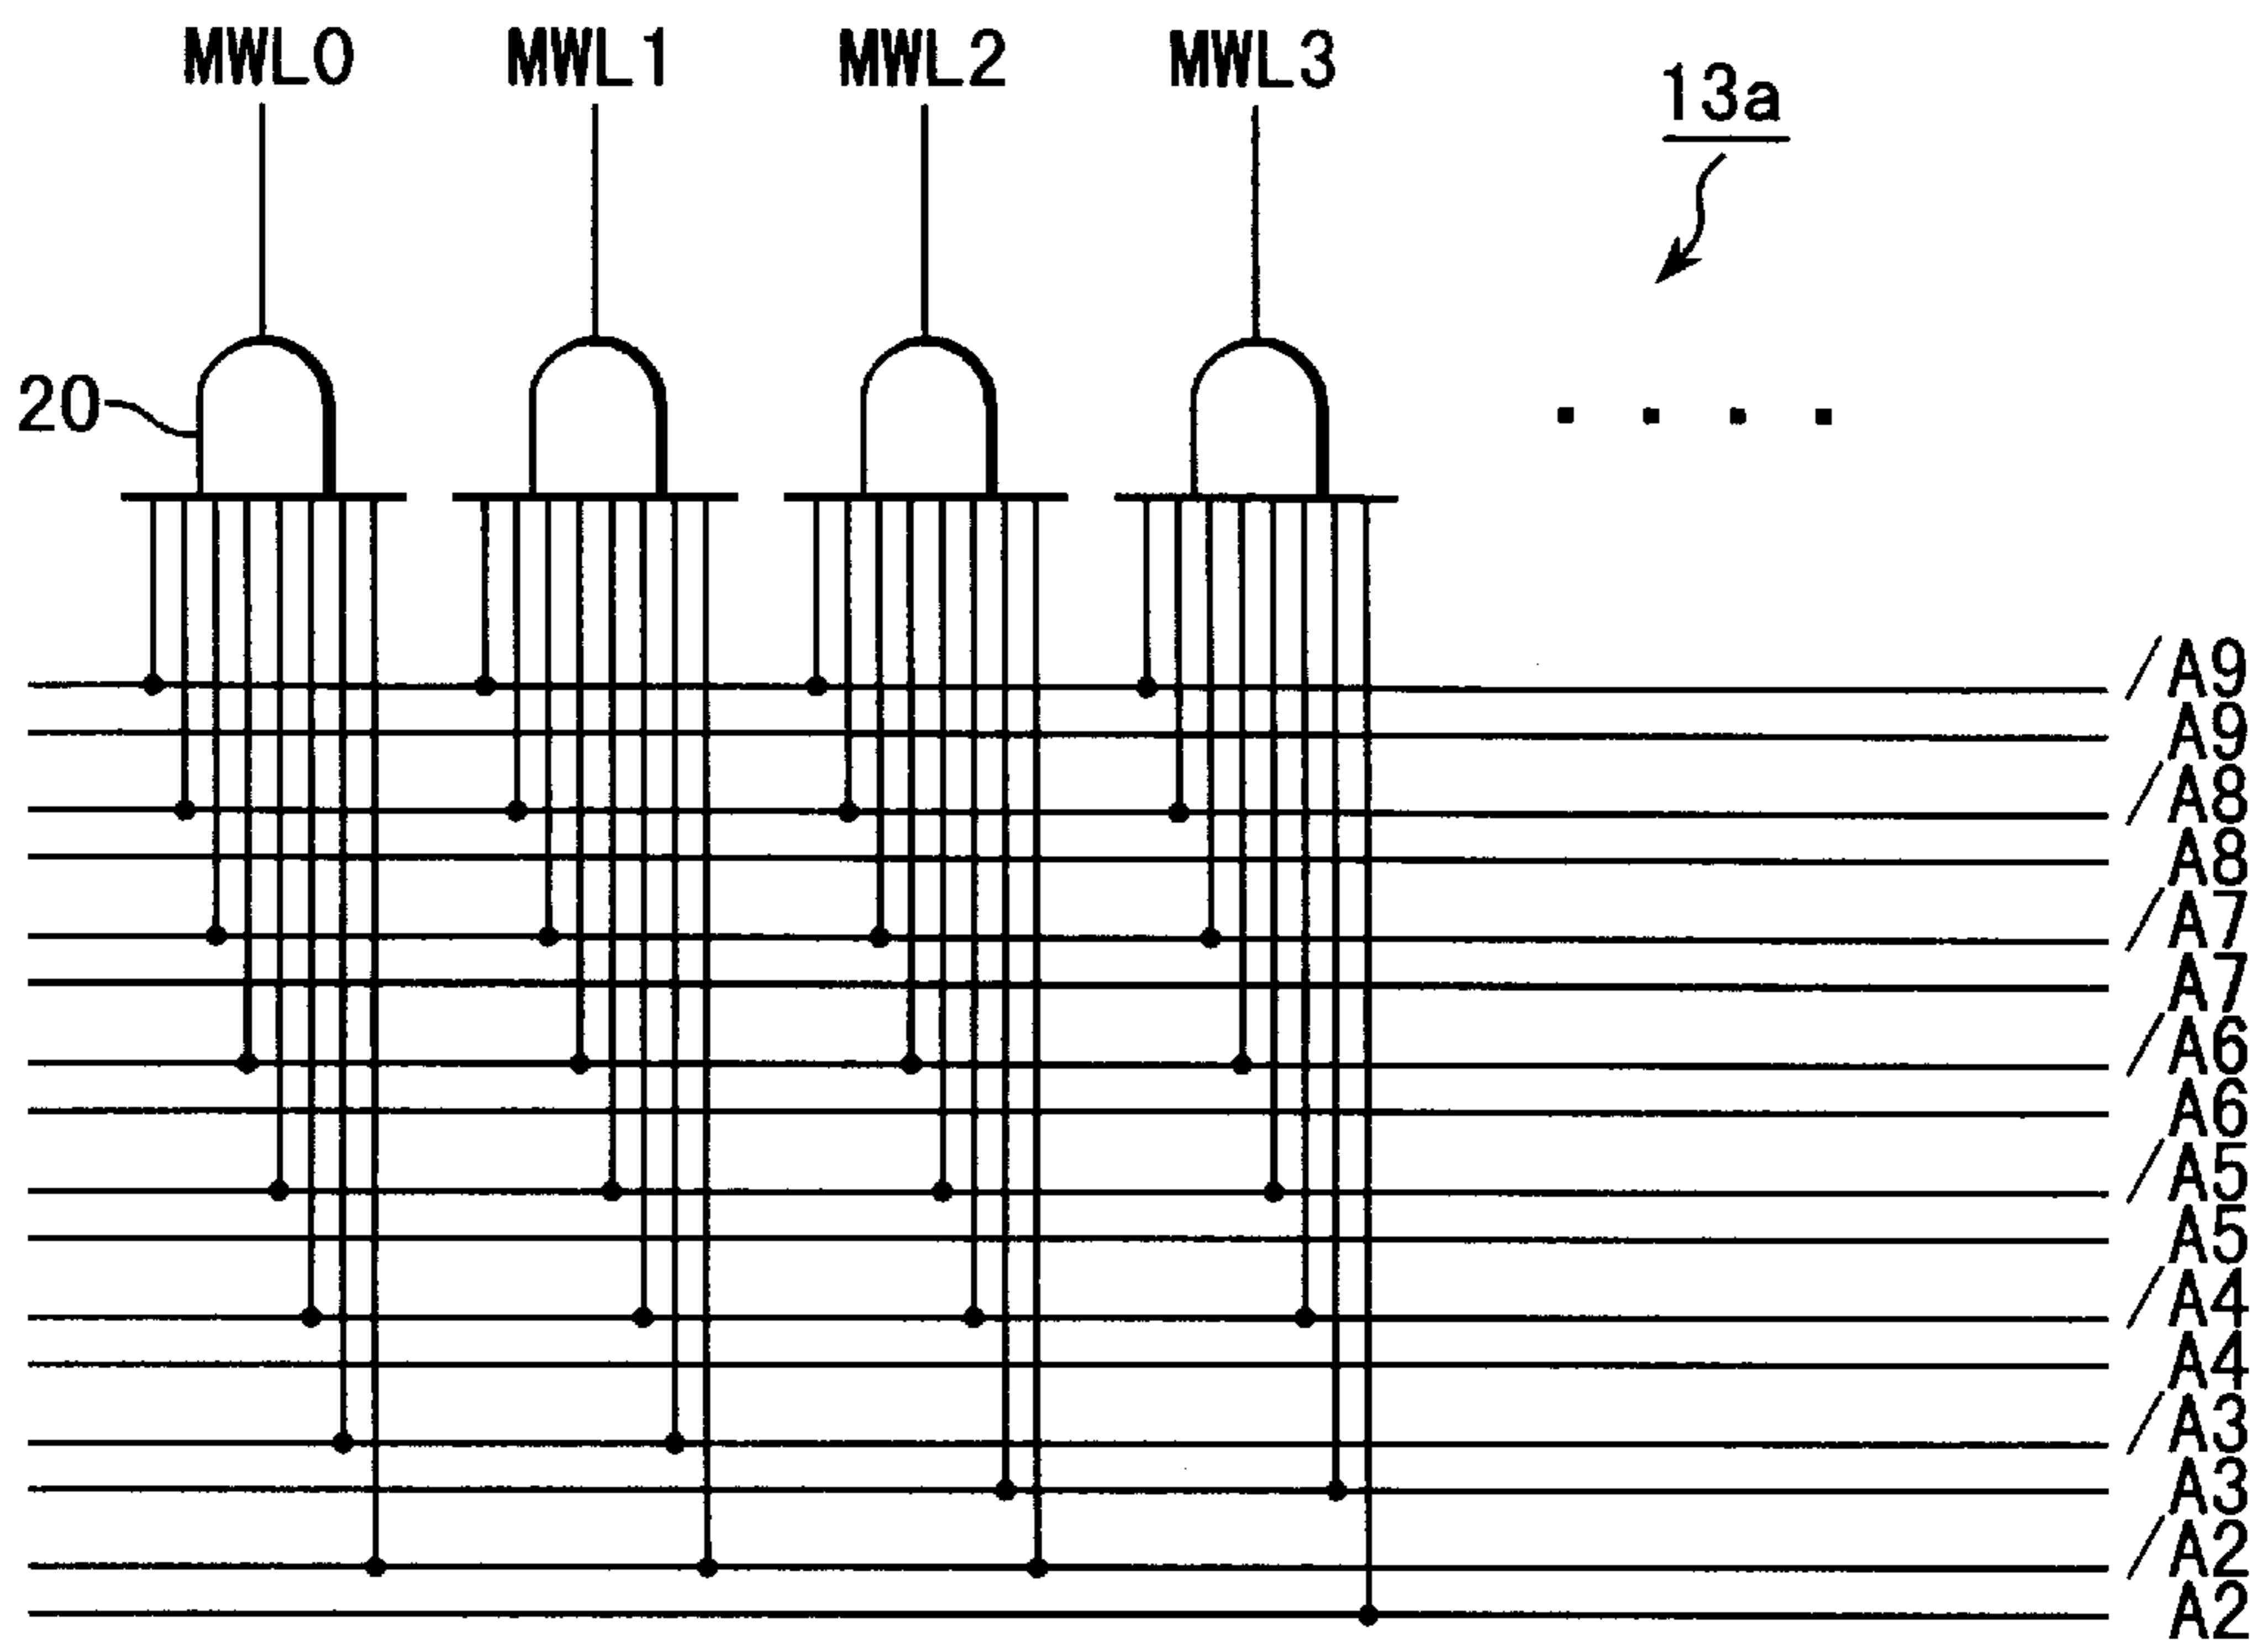 MWL0 MWL1 MWL2 MWL3
13a
20
/A9
A9
/A8
A8
/A7
A7
/A6
A6
/A5
A5
/A4
A4
/A3
A3
/A2
A2